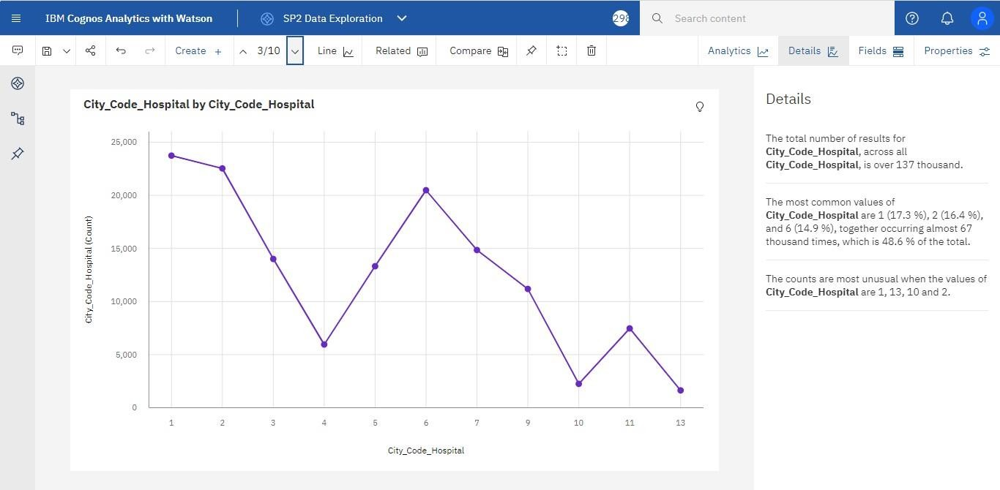 IBM Cognos Analytics with Watson
SP2 Data Exploration
298
Search content
Create +
3/10
Line
Related
Compare
Analytics
Details
Fields
Properties
City_Code_Hospital by City_Code_Hospital
City_Code_Hospital (Count)
25,000
20,000
15,000
10,000
5,000
0
1 2 3 4 5 6 7 9 10 11 13
City_Code_Hospital
Details
The total number of results for
City_Code_Hospital, across all
City_Code_Hospital, is over 137 thousand.
The most common values of
City_Code_Hospital are 1 (17.3 %), 2 (16.4 %),
and 6 (14.9 %), together occurring almost 67
thousand times, which is 48.6 % of the total.
The counts are most unusual when the values of
City_Code_Hospital are 1, 13, 10 and 2.